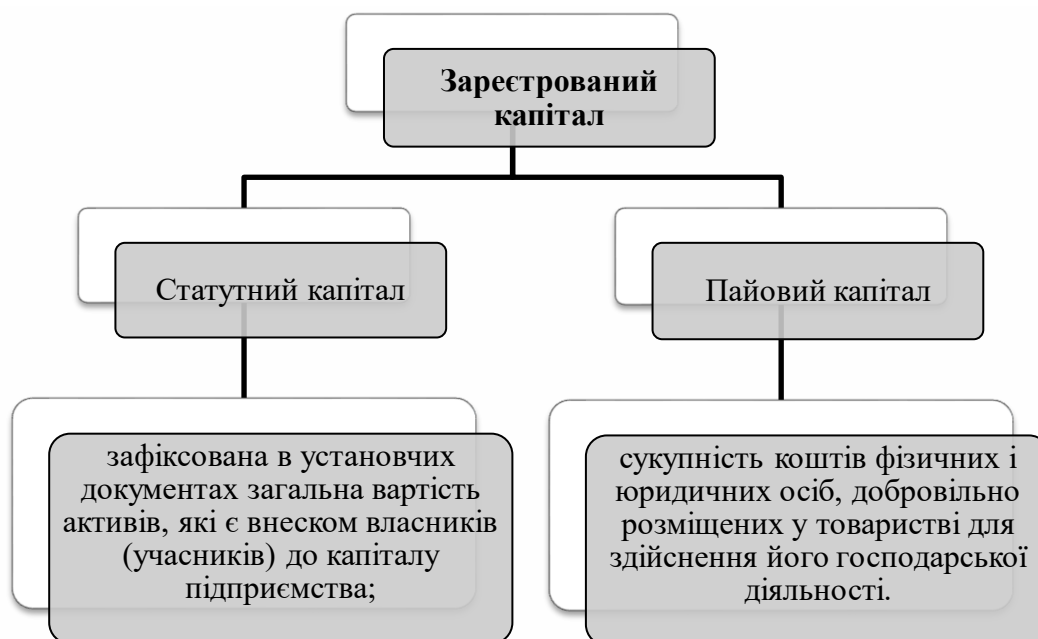 Зареєстрований
капітал
Статутний капітал
Пайовий капітал
зафіксована в установчих
документах загальна вартість
активів, які є внеском власників
(учасників) до капіталу
підприємства;
сукупність коштів фізичних і
юридичних осіб, добровільно
розміщених у товаристві для
здійснення його господарської
діяльності.